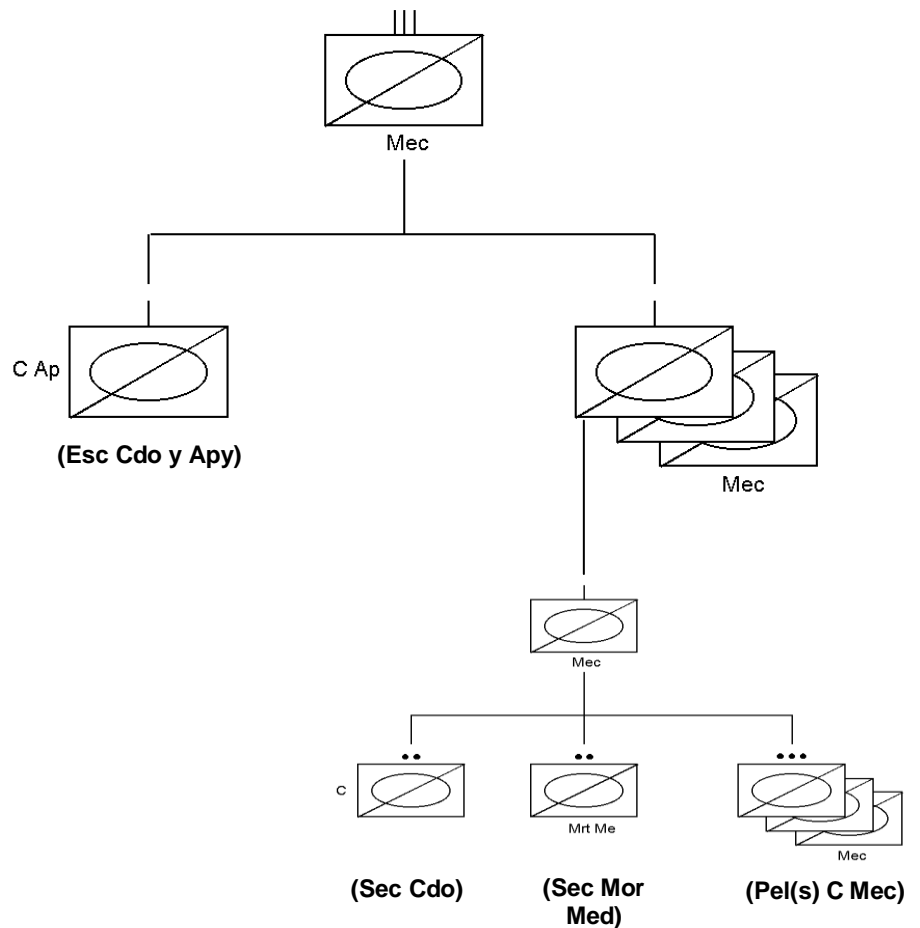 Mec
C Ap
(Esc Cdo y Apy)
Mec
Mec
C
Mrt Me
Mec
(Sec Cdo)
(Sec Mor
Med)
(Pel(s) C Mec)